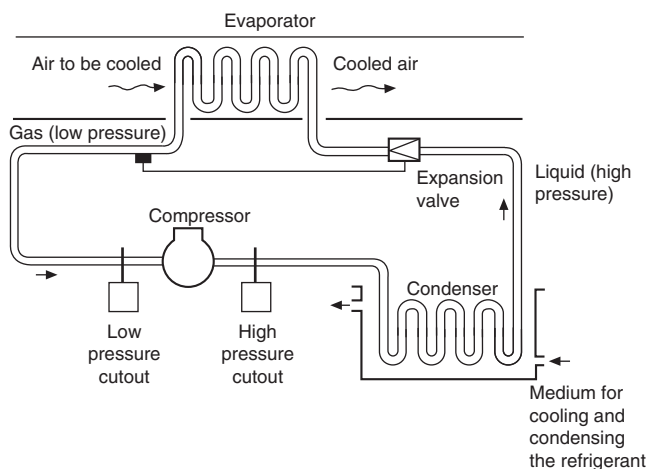 Evaporator
Air to be cooled
Cooled air
Gas (low pressure)
Expansion
valve
Liquid (high
pressure)
Compressor
Condenser
Low
pressure
cutout
High
pressure
cutout
Medium for
cooling and
condensing
the refrigerant